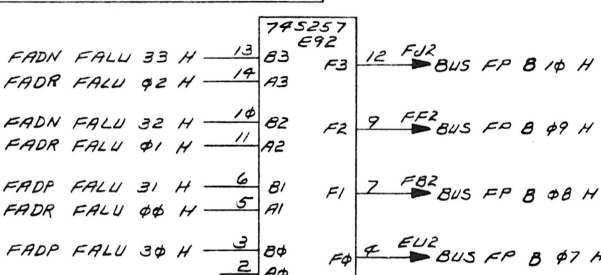 74S257
E92
FADN FALU 33 H 13 B3 F3 12 FJ2 BUS FP B 1φ H
FADR FALU φ2 H 14 A3
FADN FALU 32 H 1φ B2 F2 9 FF2 BUS FP B φ9 H
FADR FALU φ1 H 11 A2
FADP FALU 31 H 6 B1 F1 7 FB2 BUS FP B φ8 H
FADR FALU φφ H 5 A1
FADP FALU 3φ H 3 Bφ Fφ 4 EU2 BUS FP B φ7 H
2 Aφ